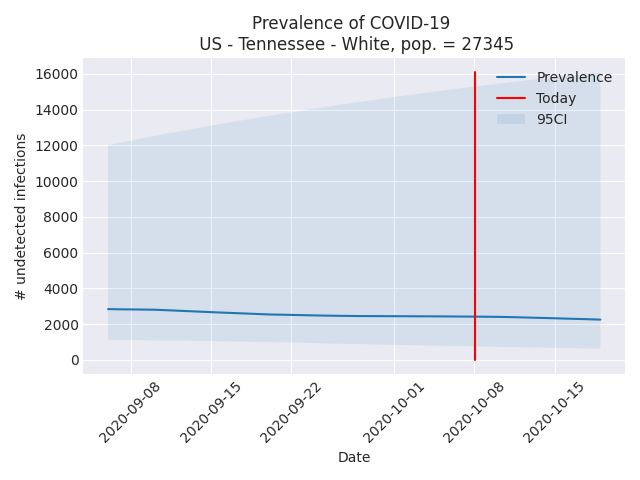 Prevalence of COVID-19
US - Tennessee - White, pop. = 27345
Prevalence
Today
95CI
# undetected infections
16000
14000
12000
10000
8000
6000
4000
2000
0
2020-09-08
2020-09-15
2020-09-22
2020-10-01
2020-10-08
2020-10-15
Date